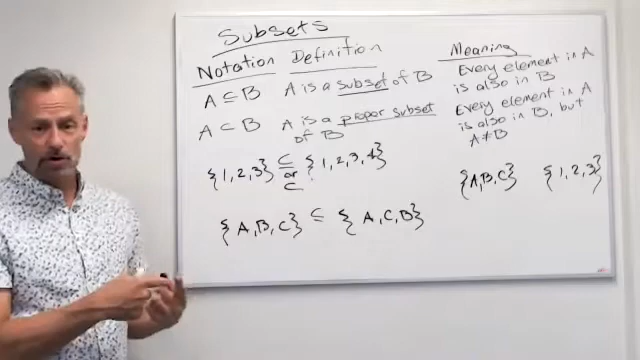 Subsets
Notation Definition Meaning
A ⊆ B A is a subset of B Every element in A
is also in B
A ⊂ B A is a proper subset
of B Every element in A
is also in B, but
A ≠ B
{1,2,3} ⊆ or ⊂ {1,2,3,4}
{A,B,C} {1,2,3}
{A,B,C} ⊆ {A,C,B}